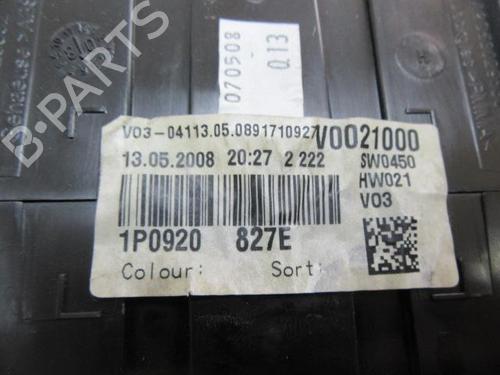 B-PARTS
070508
Q13
V03-04113.05.0891710927
V0021000
13.05.2008 20:27 2 222
SW0450
HW021
V03
1P0920 827E
Colour: Sort: